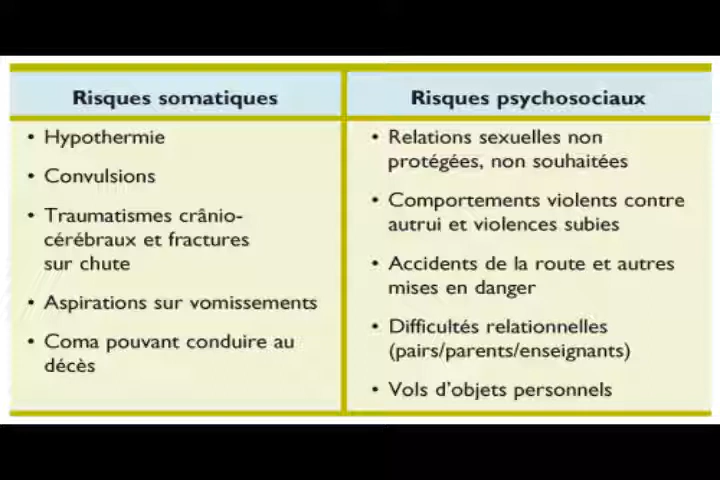 Risques somatiques
• Hypothermie
• Convulsions
• Traumatismes crânio-
cérébraux et fractures
sur chute
• Aspirations sur vomissements
• Coma pouvant conduire au
décès
Risques psychosociaux
• Relations sexuelles non
protégées, non souhaitées
• Comportements violents contre
autrui et violences subies
• Accidents de la route et autres
mises en danger
• Difficultés relationnelles
(pairs/parents/enseignants)
• Vols d'objets personnels